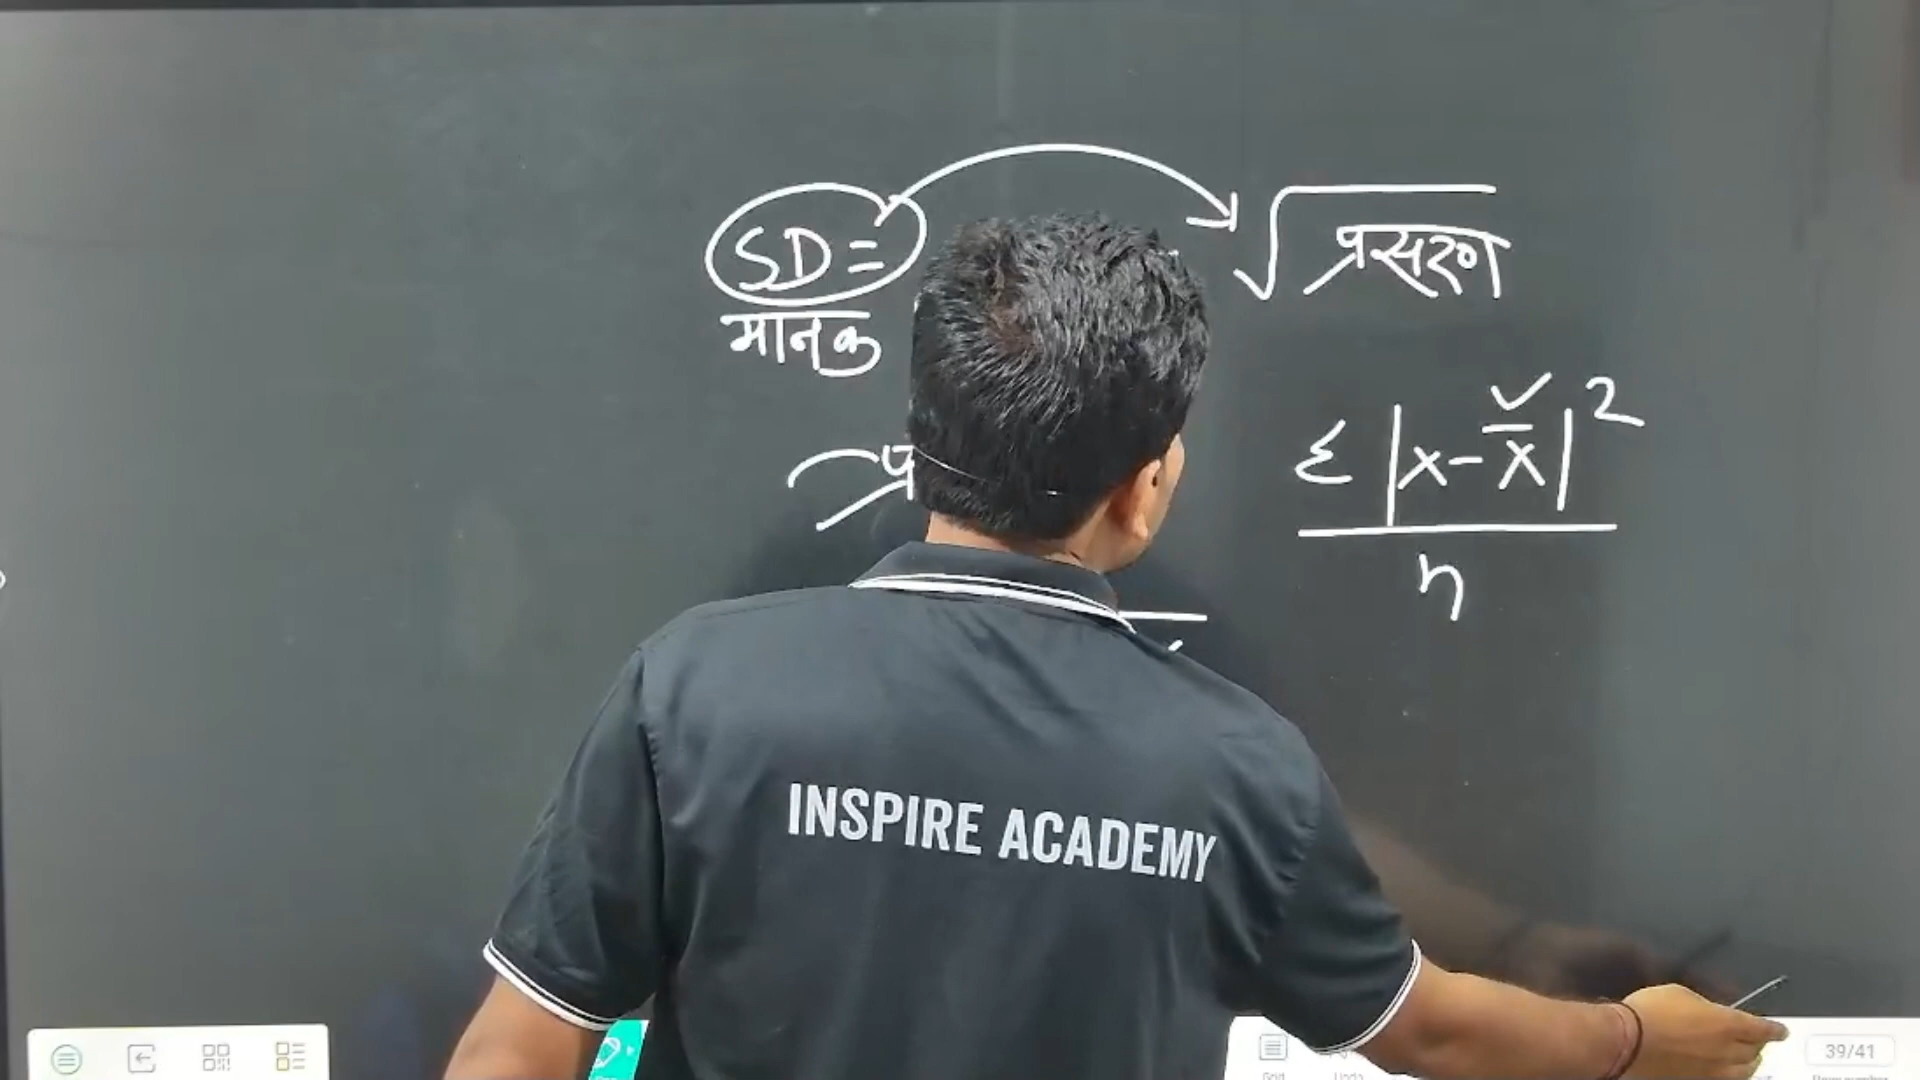 SD = √प्रसरण
मानक
Σ |x - x̄|²
n
INSPIRE ACADEMY
39/41